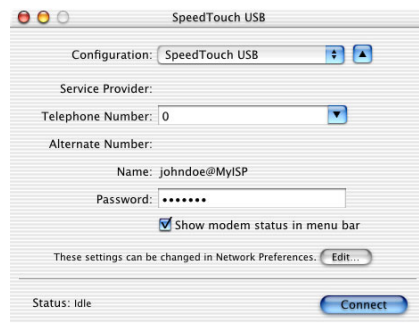 SpeedTouch USB
Configuration: SpeedTouch USB
Service Provider:
Telephone Number: 0
Alternate Number:
Name: johndoe@MyISP
Password: •••••••
Show modem status in menu bar
These settings can be changed in Network Preferences. Edit...
Status: Idle
Connect